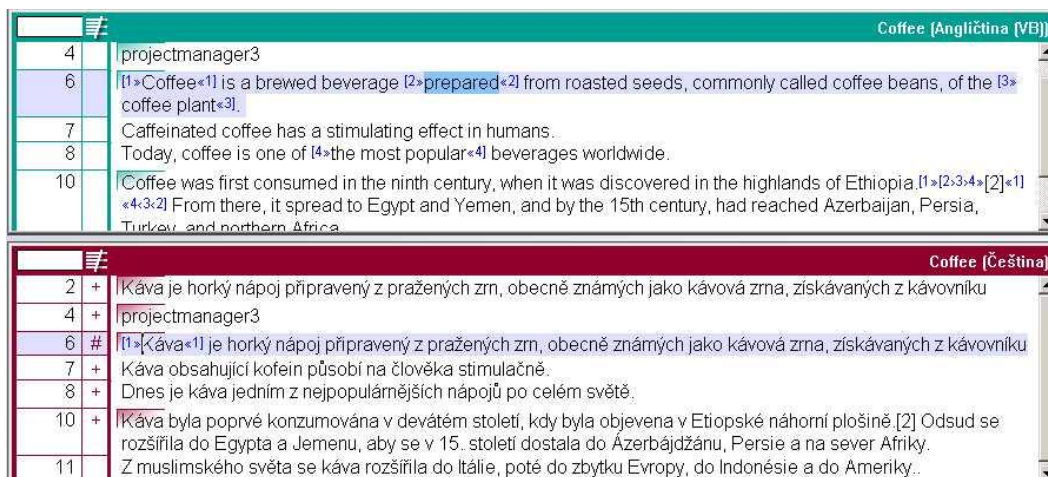 Coffee (Angličtina (VB))
4 projectmanager3
6 [1»Coffee«1] is a brewed beverage [2»prepared«2] from roasted seeds, commonly called coffee beans, of the [3»
coffee plant«3].
7 Caffeinated coffee has a stimulating effect in humans.
8 Today, coffee is one of [4»the most popular«4] beverages worldwide.
10 Coffee was first consumed in the ninth century, when it was discovered in the highlands of Ethiopia.[1»[2›3›4»[2]«1]
«4‹3‹2] From there, it spread to Egypt and Yemen, and by the 15th century, had reached Azerbaijan, Persia,
Turkey, and northern Africa
Coffee (Čeština)
2 + Káva je horký nápoj připravený z pražených zrn, obecně známých jako kávová zrna, získávaných z kávovníku
4 + projectmanager3
6 # [1»Káva«1] je horký nápoj připravený z pražených zrn, obecně známých jako kávová zrna, získávaných z kávovníku
7 + Káva obsahující kofein působí na člověka stimulačně.
8 + Dnes je káva jedním z nejpopulárnějších nápojů po celém světě.
10 + Káva byla poprvé konzumována v devátém století, kdy byla objevena v Etiopské náhorní plošině.[2] Odsud se
rozšířila do Egypta a Jemenu, aby se v 15. století dostala do Ázerbájdžánu, Persie a na sever Afriky.
11 Z muslimského světa se káva rozšířila do Itálie, poté do zbytku Evropy, do Indonésie a do Ameriky..